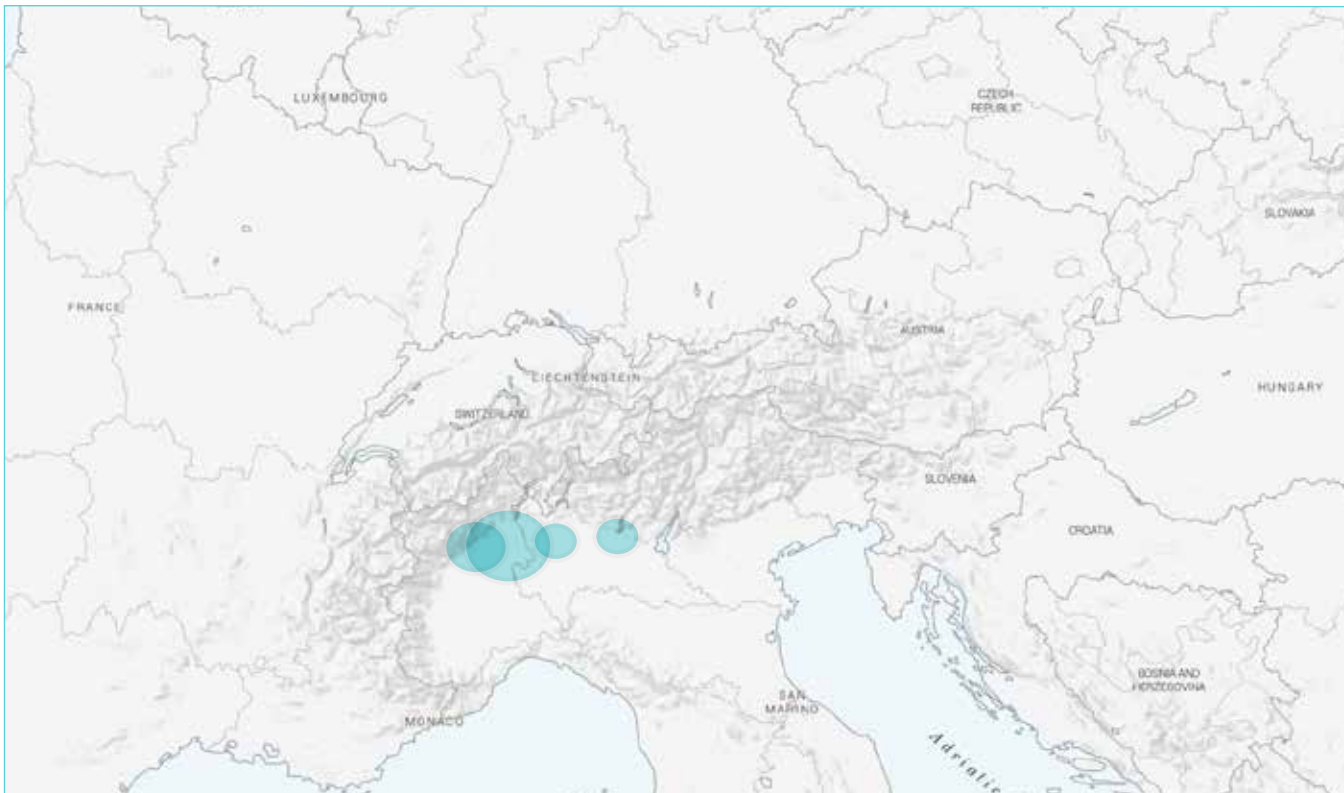 LUXEMBOURG
CZECH
REPUBLIC
SLOVAKIA
FRANCE
AUSTRIA
LIECHTENSTEIN
HUNGARY
SWITZERLAND
SLOVENIA
CROATIA
BOSNIA AND
HERZEGOVINA
SAN
MARINO
MONACO
Adriatic